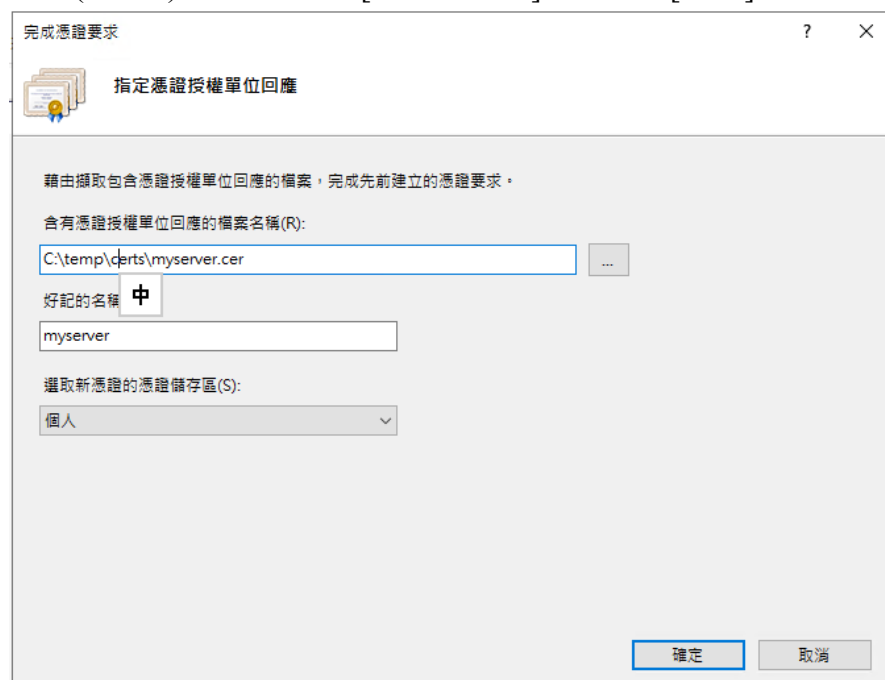 完成憑證要求
?
指定憑證授權單位回應
藉由擷取包含憑證授權單位回應的檔案，完成先前建立的憑證要求。
含有憑證授權單位回應的檔案名稱(R):
C:\temp\certs\myserver.cer
...
好記的名稱
中
myserver
選取新憑證的憑證儲存區(S):
個人
確定
取消